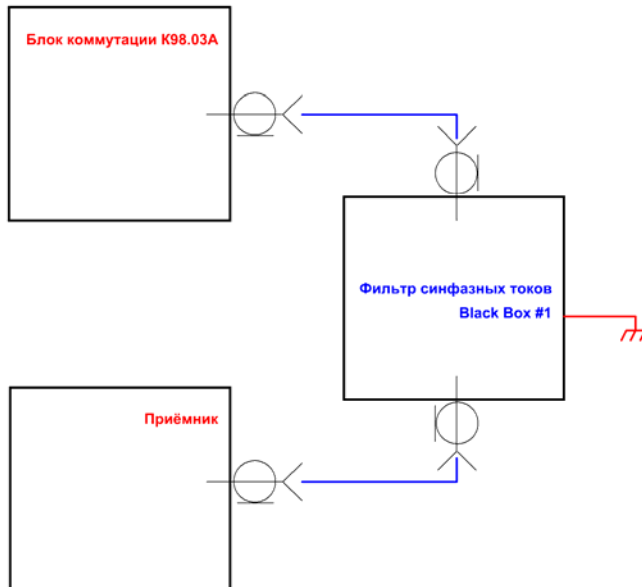 Блок коммутации К98.03А
Фильтр синфазных токов
Black Box #1
Приёмник